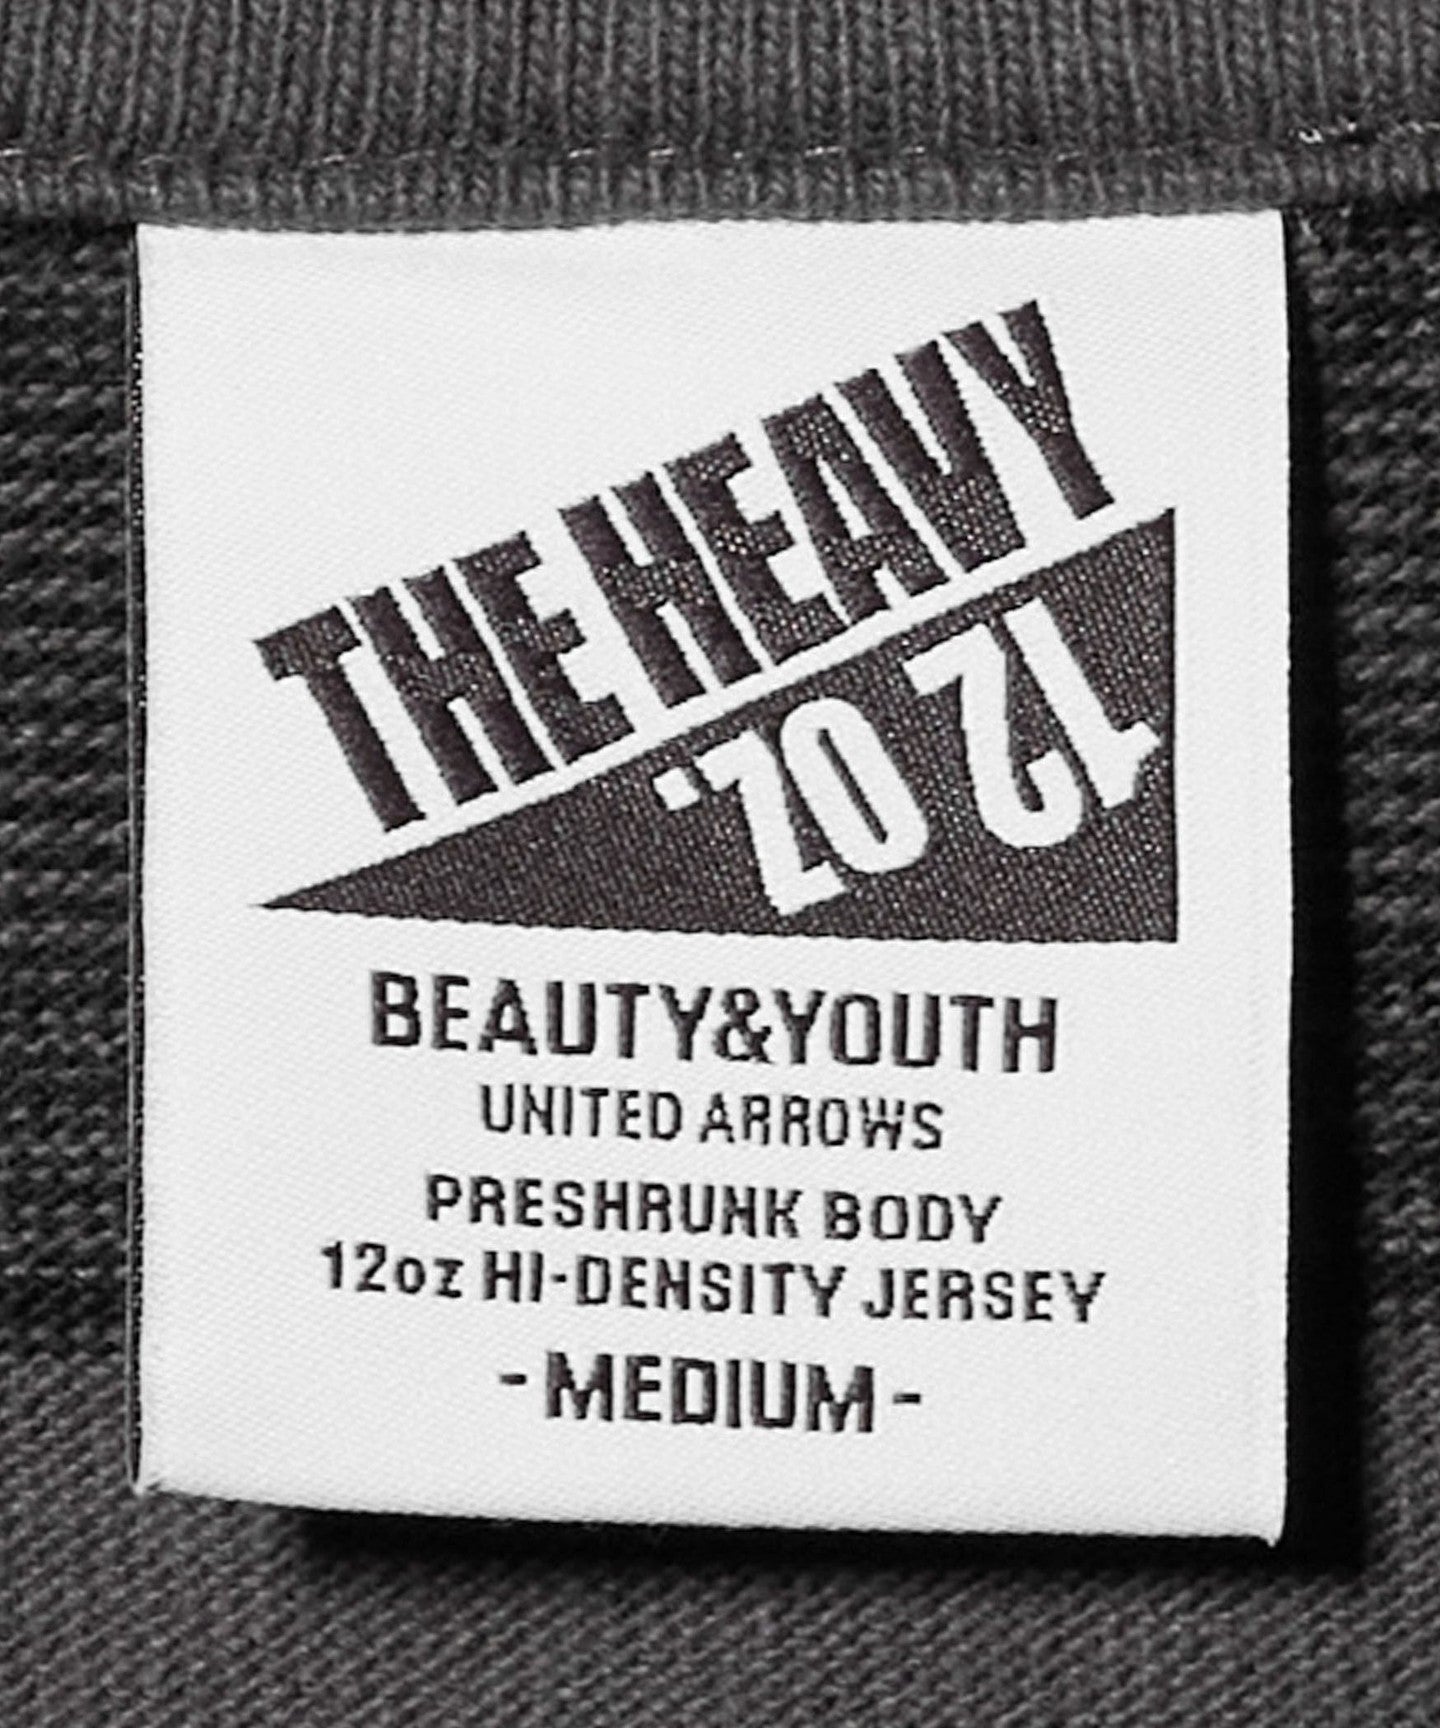 THE HEAVY
12 OZ.
BEAUTY&YOUTH
UNITED ARROWS
PRESHRUNK BODY
12oz HI-DENSITY JERSEY
- MEDIUM -